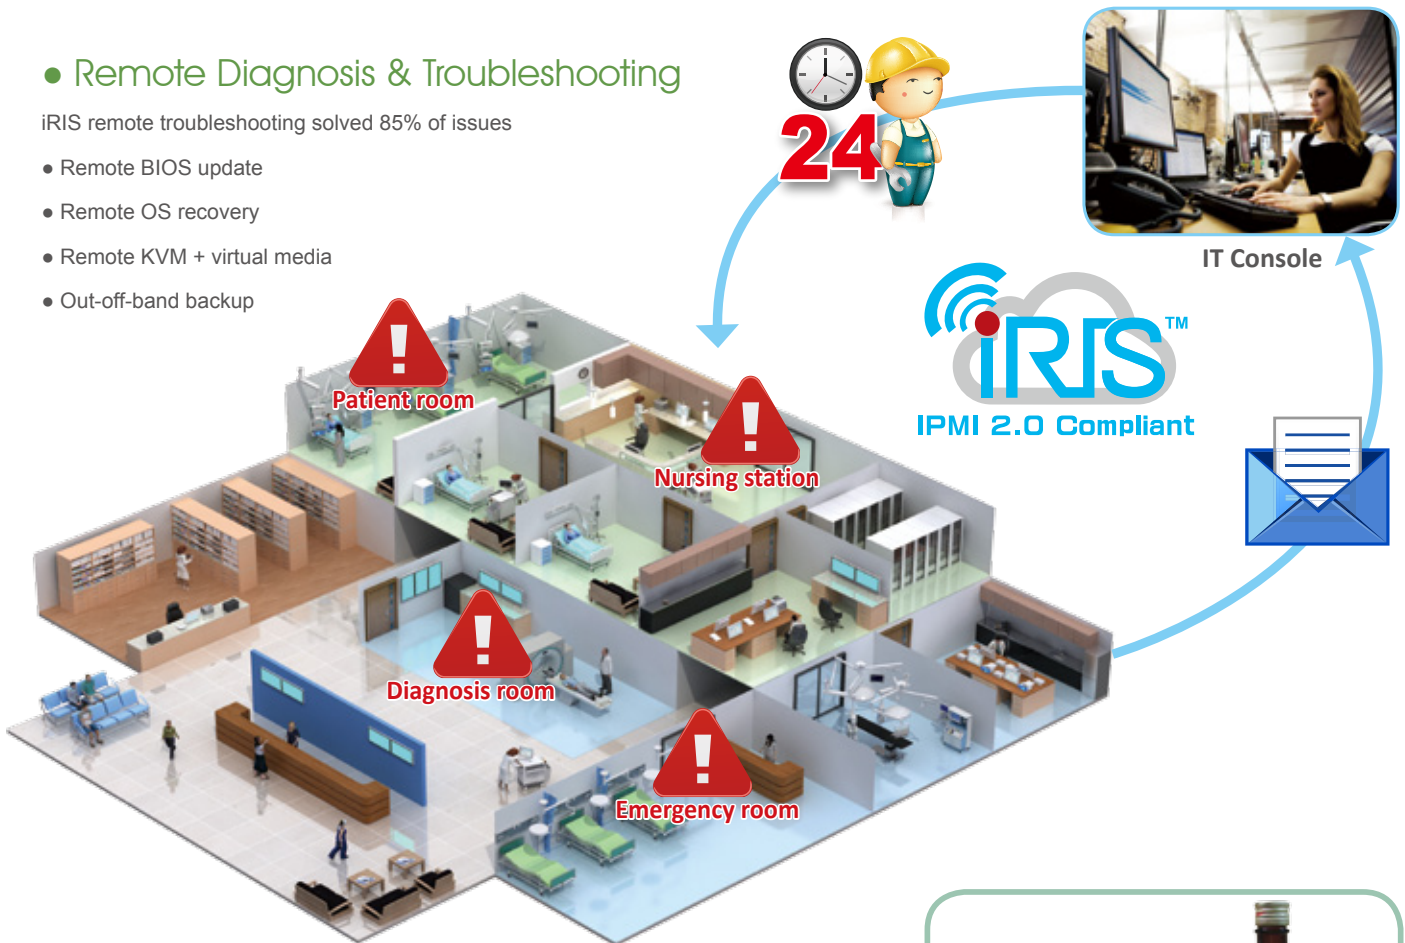 ● Remote Diagnosis & Troubleshooting
iRIS remote troubleshooting solved 85% of issues
● Remote BIOS update
● Remote OS recovery
● Remote KVM + virtual media
● Out-off-band backup
24
IT Console
iRIS™
IPMI 2.0 Compliant
Patient room
Nursing station
Diagnosis room
Emergency room